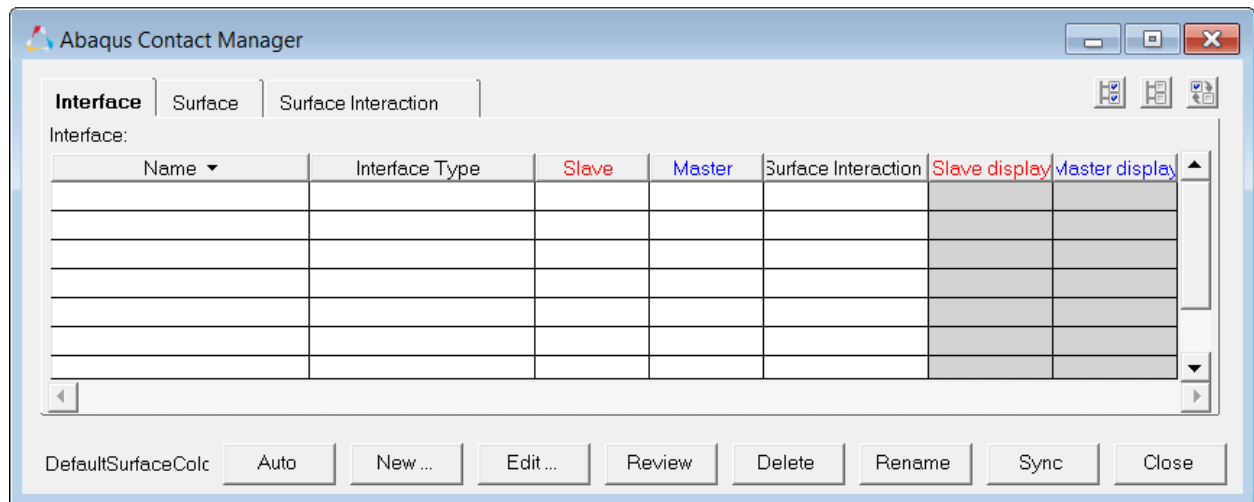 Abaqus Contact Manager
Interface Surface Surface Interaction
Interface:
Name Interface Type Slave Master Surface Interaction Slave display Master display
DefaultSurfaceColo Auto New ... Edit ... Review Delete Rename Sync Close